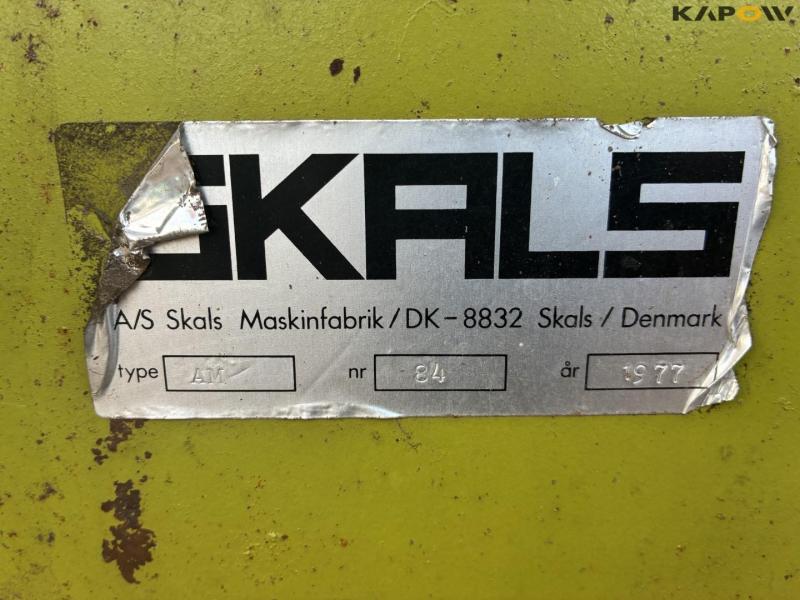 KAPOW
SKALS
A/S Skals Maskinfabrik/DK-8832 Skals / Denmark
type AM nr 84 år 1977